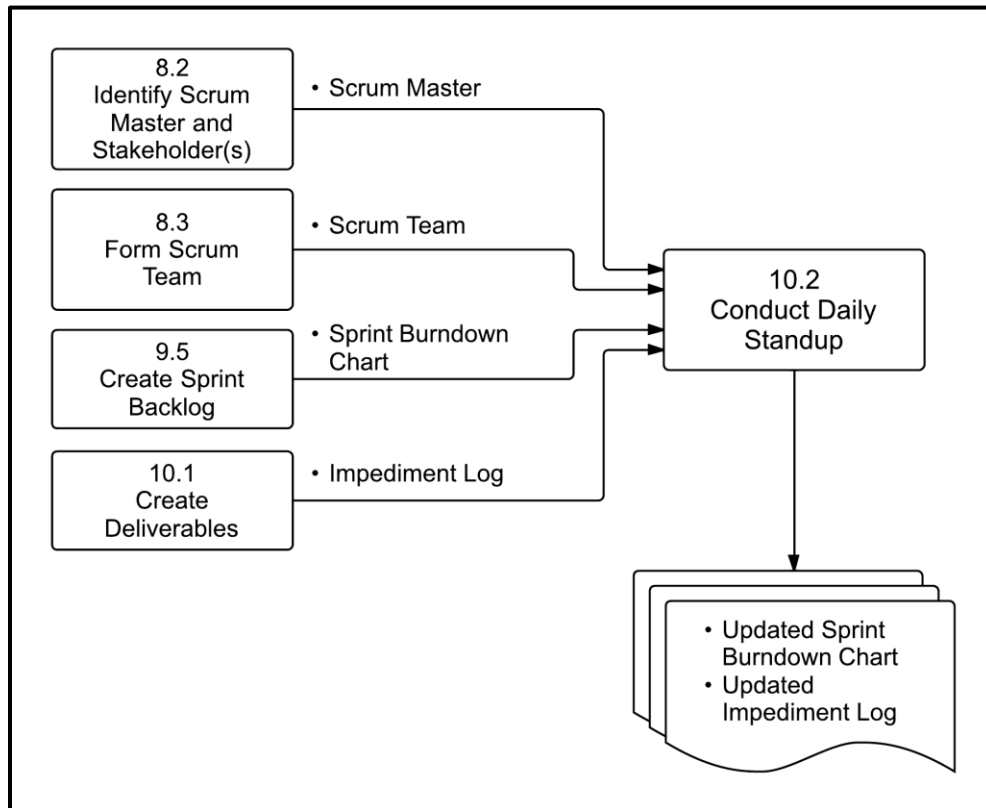 8.2
Identify Scrum
Master and
Stakeholder(s)
• Scrum Master
8.3
Form Scrum
Team
• Scrum Team
9.5
Create Sprint
Backlog
• Sprint Burndown
Chart
10.1
Create
Deliverables
• Impediment Log
10.2
Conduct Daily
Standup
• Updated Sprint
Burndown Chart
• Updated
Impediment Log